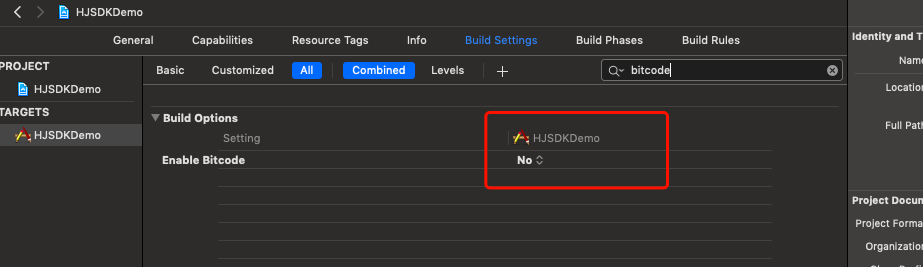 HJSDKDemo
General Capabilities Resource Tags Info Build Settings Build Phases Build Rules
PROJECT
HJSDKDemo
TARGETS
HJSDKDemo
Basic Customized All Combined Levels + bitcode
Build Options
Setting HJSDKDemo
Enable Bitcode No
Identity and T
Name
Location
Full Path
Project Docum
Project Forma
Organization